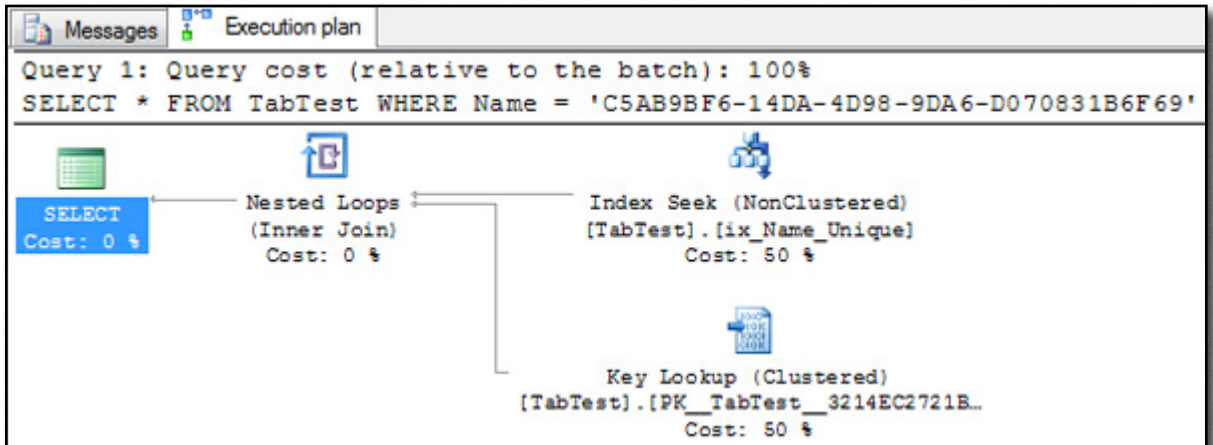 Messages Execution plan
Query 1: Query cost (relative to the batch): 100%
SELECT * FROM TabTest WHERE Name = 'C5AB9BF6-14DA-4D98-9DA6-D070831B6F69'
SELECT
Cost: 0 %
Nested Loops
(Inner Join)
Cost: 0 %
Index Seek (NonClustered)
[TabTest].[ix_Name_Unique]
Cost: 50 %
Key Lookup (Clustered)
[TabTest].[PK__TabTest__3214EC2721B…
Cost: 50 %